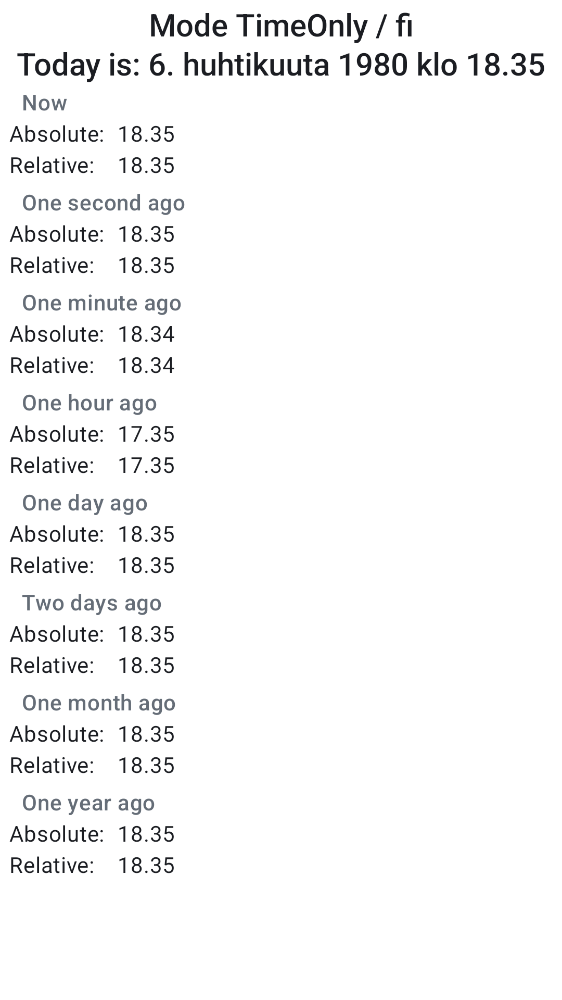 Mode TimeOnly / fi
Today is: 6. huhtikuuta 1980 klo 18.35
Now
Absolute: 18.35
Relative: 18.35
One second ago
Absolute: 18.35
Relative: 18.35
One minute ago
Absolute: 18.34
Relative: 18.34
One hour ago
Absolute: 17.35
Relative: 17.35
One day ago
Absolute: 18.35
Relative: 18.35
Two days ago
Absolute: 18.35
Relative: 18.35
One month ago
Absolute: 18.35
Relative: 18.35
One year ago
Absolute: 18.35
Relative: 18.35